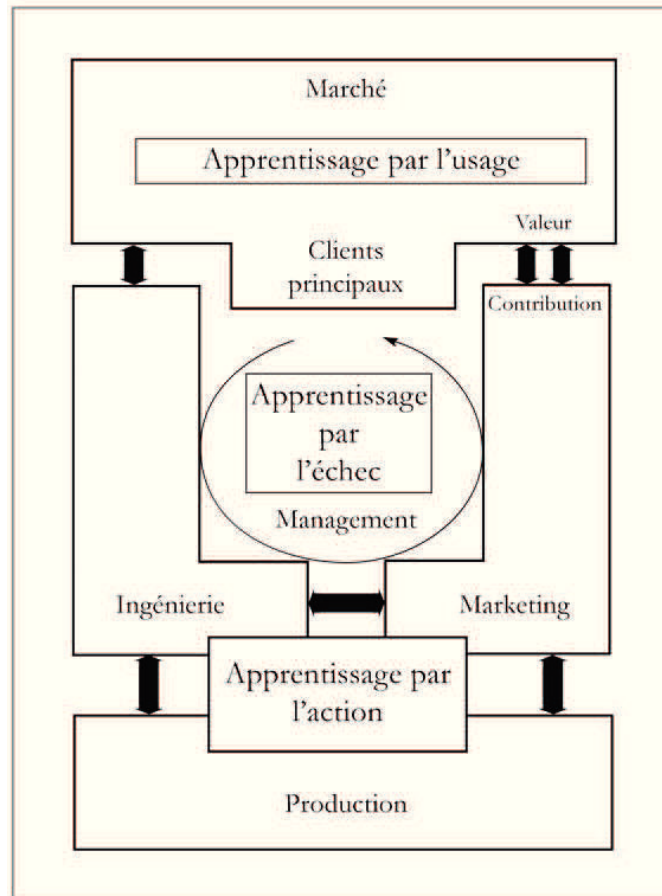 Marché
Apprentissage par l'usage
Valeur
Clients
principaux
Contribution
Apprentissage
par
l'échec
Management
Ingénierie
Marketing
Apprentissage par
l'action
Production